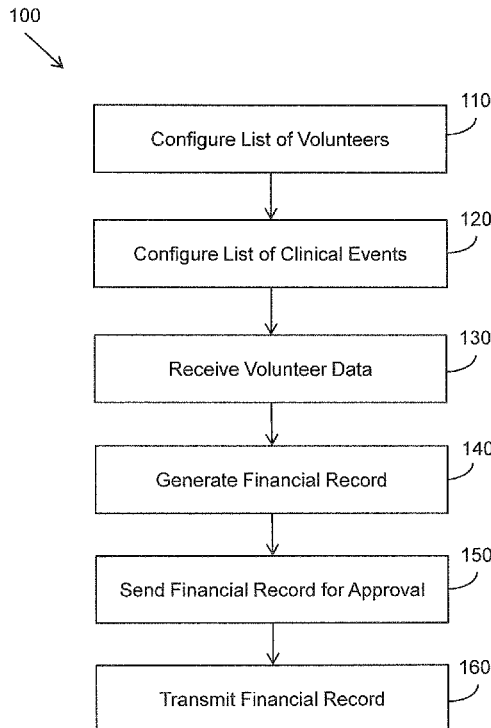 100
110
Configure List of Volunteers
120
Configure List of Clinical Events
130
Receive Volunteer Data
140
Generate Financial Record
150
Send Financial Record for Approval
160
Transmit Financial Record